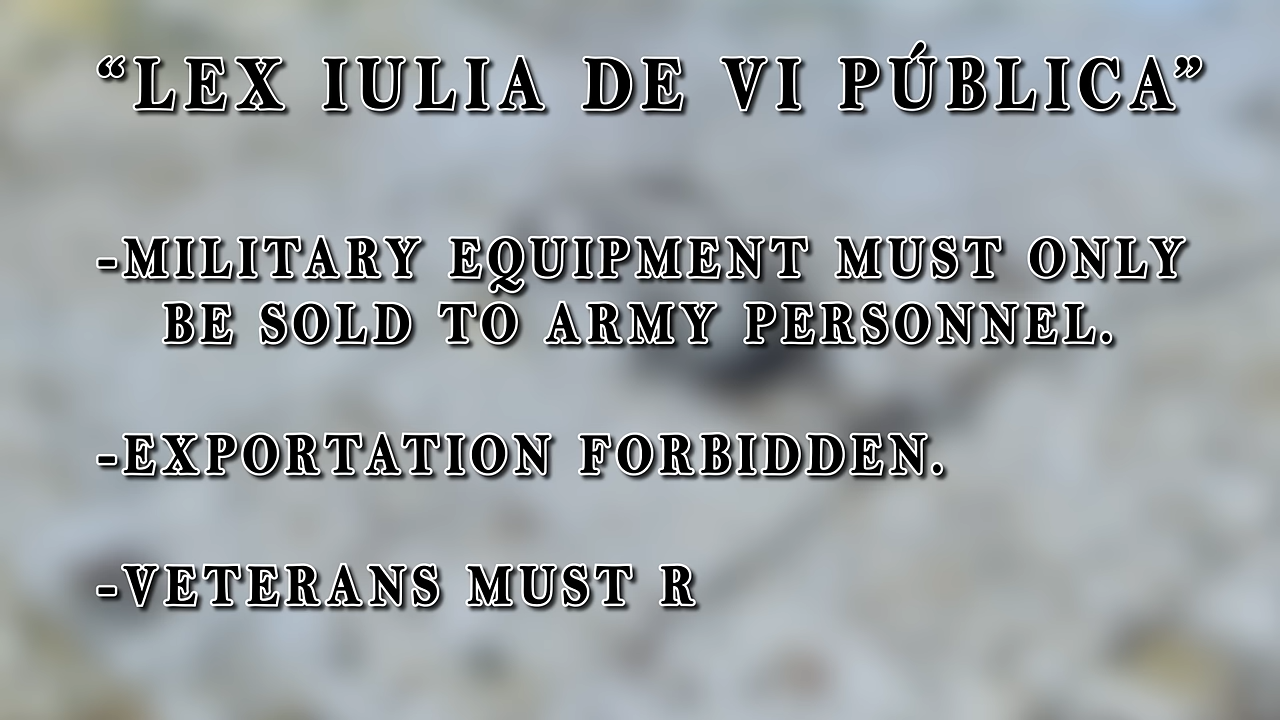 “LEX IULIA DE VI PÚBLICA”
-MILITARY EQUIPMENT MUST ONLY
BE SOLD TO ARMY PERSONNEL.
-EXPORTATION FORBIDDEN.
-VETERANS MUST R